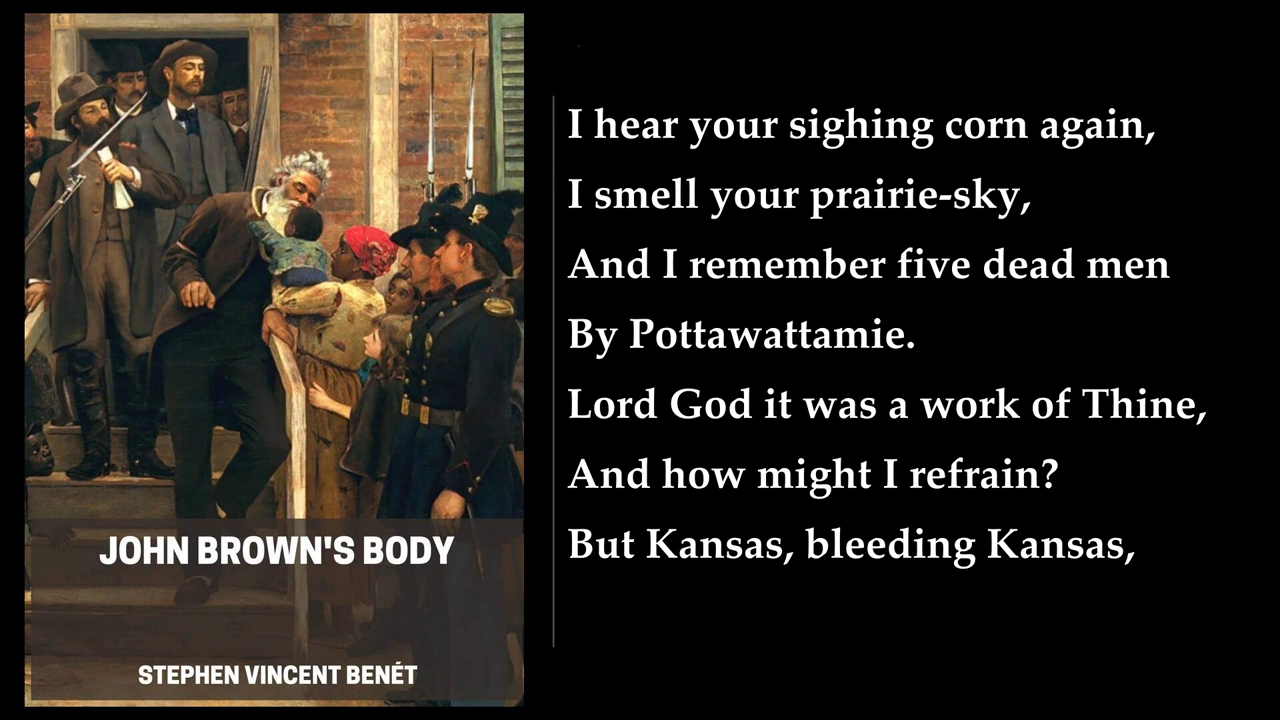 JOHN BROWN'S BODY
STEPHEN VINCENT BENÉT
I hear your sighing corn again,
I smell your prairie-sky,
And I remember five dead men
By Pottawattamie.
Lord God it was a work of Thine,
And how might I refrain?
But Kansas, bleeding Kansas,